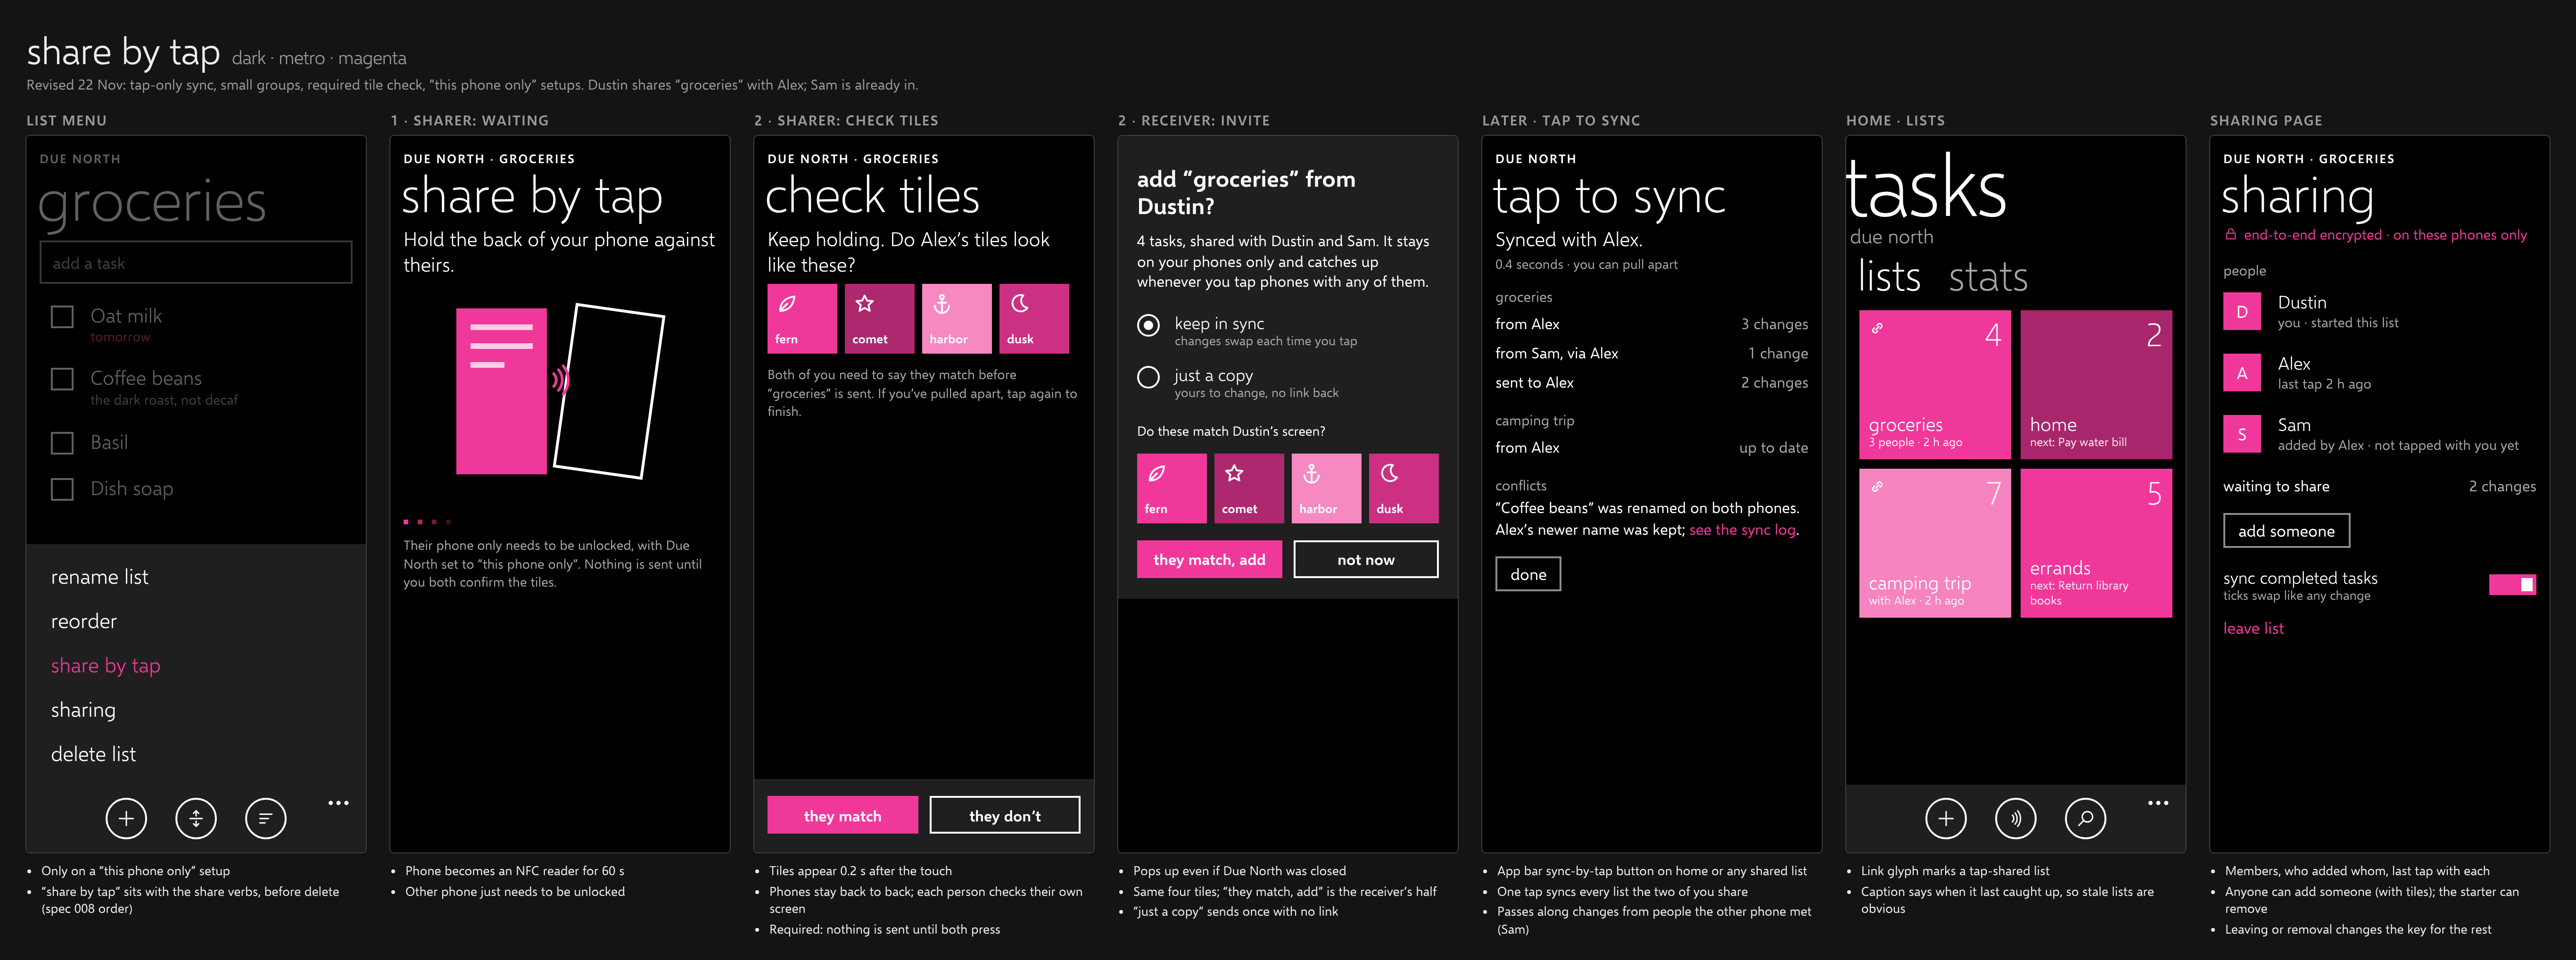 share by tap dark · metro · magenta
Revised 22 Nov: tap-only sync, small groups, required tile check, “this phone only” setups. Dustin shares “groceries” with Alex; Sam is already in.
LIST MENU
DUE NORTH
groceries
add a task
Oat milk
tomorrow
Coffee beans
the dark roast, not decaf
Basil
Dish soap
rename list
reorder
share by tap
sharing
delete list
• Only on a “this phone only” setup
• “share by tap” sits with the share verbs, before delete
(spec 008 order)
1 · SHARER: WAITING
DUE NORTH · GROCERIES
share by tap
Hold the back of your phone against
theirs.
Their phone only needs to be unlocked, with Due
North set to “this phone only”. Nothing is sent until
you both confirm the tiles.
• Phone becomes an NFC reader for 60 s
• Other phone just needs to be unlocked
2 · SHARER: CHECK TILES
DUE NORTH · GROCERIES
check tiles
Keep holding. Do Alex’s tiles look
like these?
fern comet harbor dusk
Both of you need to say they match before
“groceries” is sent. If you’ve pulled apart, tap again to
finish.
they match they don’t
• Tiles appear 0.2 s after the touch
• Phones stay back to back; each person checks their own
screen
• Required: nothing is sent until both press
2 · RECEIVER: INVITE
add “groceries” from
Dustin?
4 tasks, shared with Dustin and Sam. It stays
on your phones only and catches up
whenever you tap phones with any of them.
keep in sync
changes swap each time you tap
just a copy
yours to change, no link back
Do these match Dustin’s screen?
fern comet harbor dusk
they match, add not now
• Pops up even if Due North was closed
• Same four tiles; “they match, add” is the receiver’s half
• “just a copy” sends once with no link
LATER · TAP TO SYNC
DUE NORTH
tap to sync
Synced with Alex.
0.4 seconds · you can pull apart
groceries
from Alex 3 changes
from Sam, via Alex 1 change
sent to Alex 2 changes
camping trip
from Alex up to date
conflicts
“Coffee beans” was renamed on both phones.
Alex’s newer name was kept; see the sync log.
done
• App bar sync-by-tap button on home or any shared list
• One tap syncs every list the two of you share
• Passes along changes from people the other phone met
(Sam)
HOME · LISTS
tasks
due north
lists stats
4
groceries
3 people · 2 h ago
2
home
next: Pay water bill
7
camping trip
with Alex · 2 h ago
5
errands
next: Return library
books
• Link glyph marks a tap-shared list
• Caption says when it last caught up, so stale lists are
obvious
SHARING PAGE
DUE NORTH · GROCERIES
sharing
end-to-end encrypted · on these phones only
people
D
Dustin
you · started this list
A
Alex
last tap 2 h ago
S
Sam
added by Alex · not tapped with you yet
waiting to share 2 changes
add someone
sync completed tasks
ticks swap like any change
leave list
• Members, who added whom, last tap with each
• Anyone can add someone (with tiles); the starter can
remove
• Leaving or removal changes the key for the rest